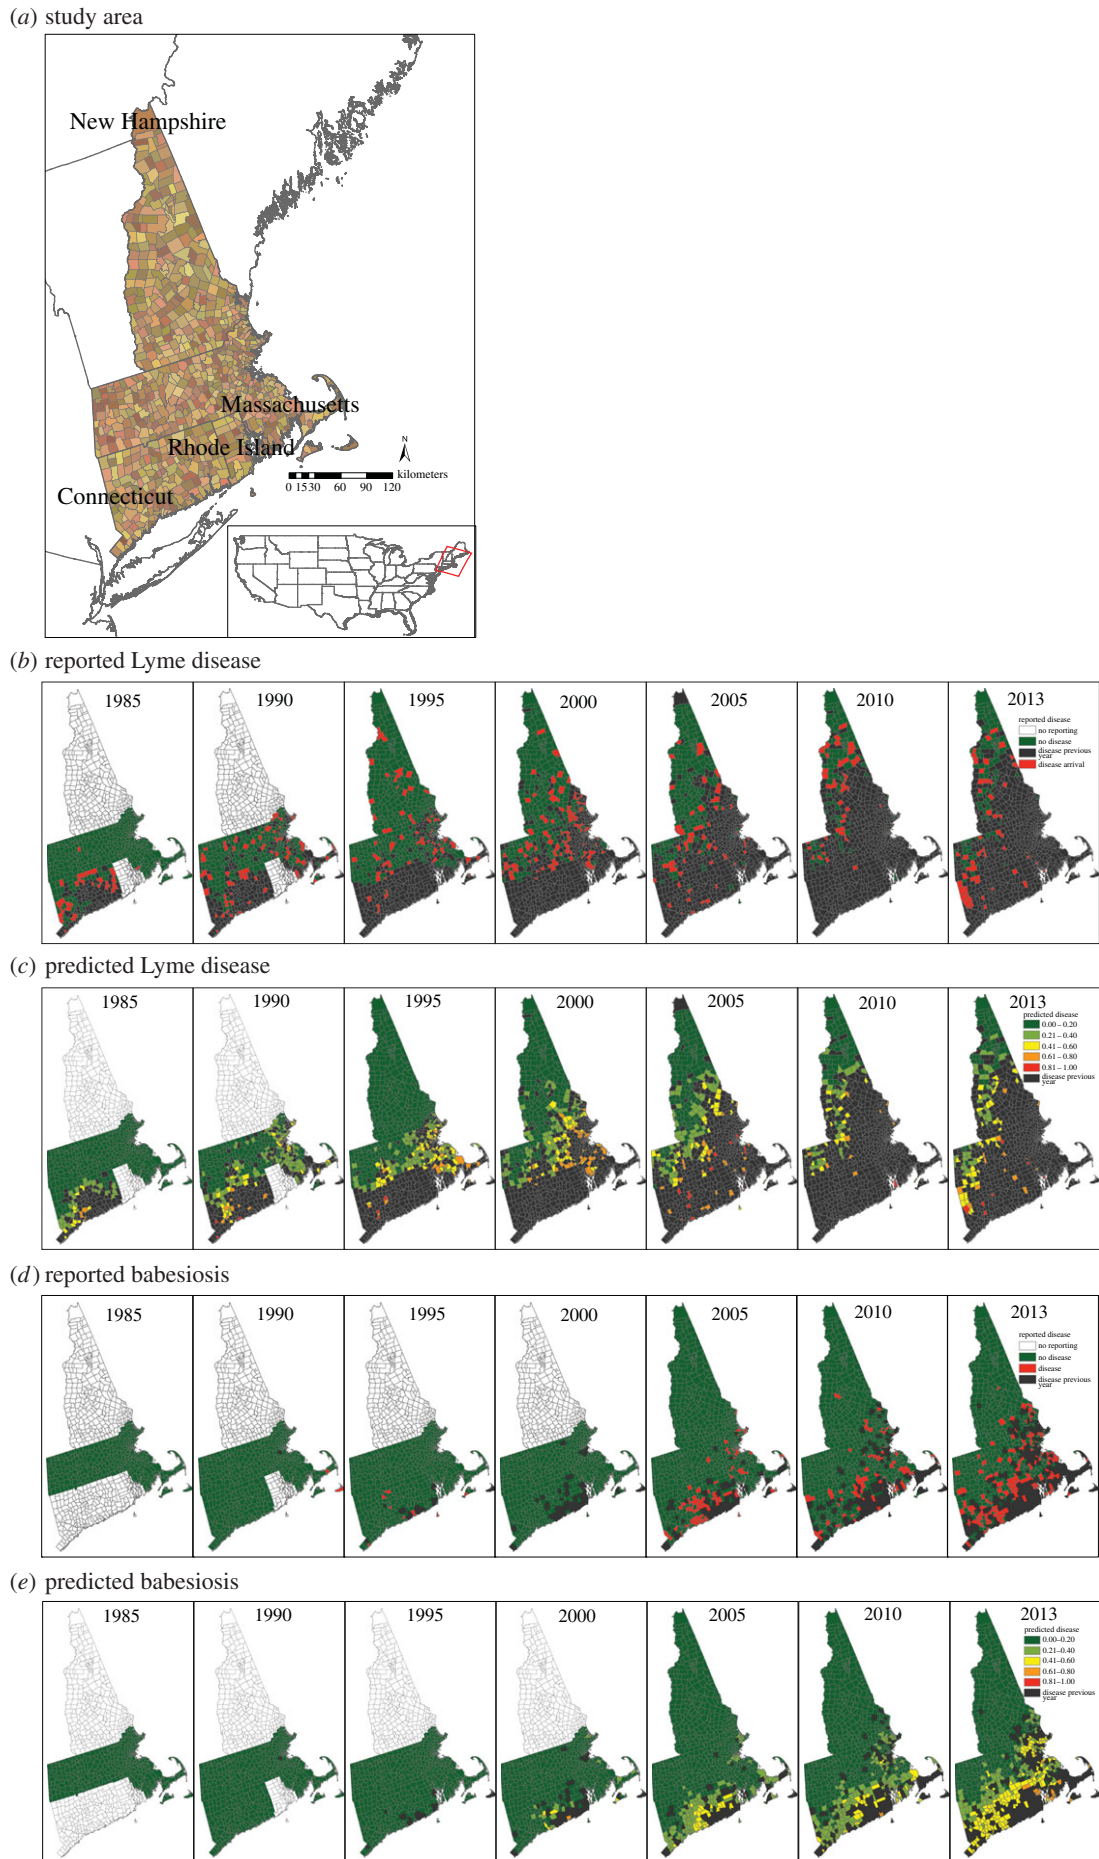 (a) study area
New Hampshire
Massachusetts
Rhode Island
Connecticut
N
kilometers
0 15 30 60 90 120
(b) reported Lyme disease
1985 1990 1995 2000 2005 2010 2013
reported disease
no reporting
no disease
disease previous
year
disease arrival
(c) predicted Lyme disease
1985 1990 1995 2000 2005 2010 2013
predicted disease
0.00 – 0.20
0.21 – 0.40
0.41 – 0.60
0.61 – 0.80
0.81 – 1.00
disease previous
year
(d) reported babesiosis
1985 1990 1995 2000 2005 2010 2013
reported disease
no reporting
no disease
disease
disease previous
year
(e) predicted babesiosis
1985 1990 1995 2000 2005 2010 2013
predicted disease
0.00–0.20
0.21–0.40
0.41–0.60
0.61–0.80
0.81–1.00
disease previous
year